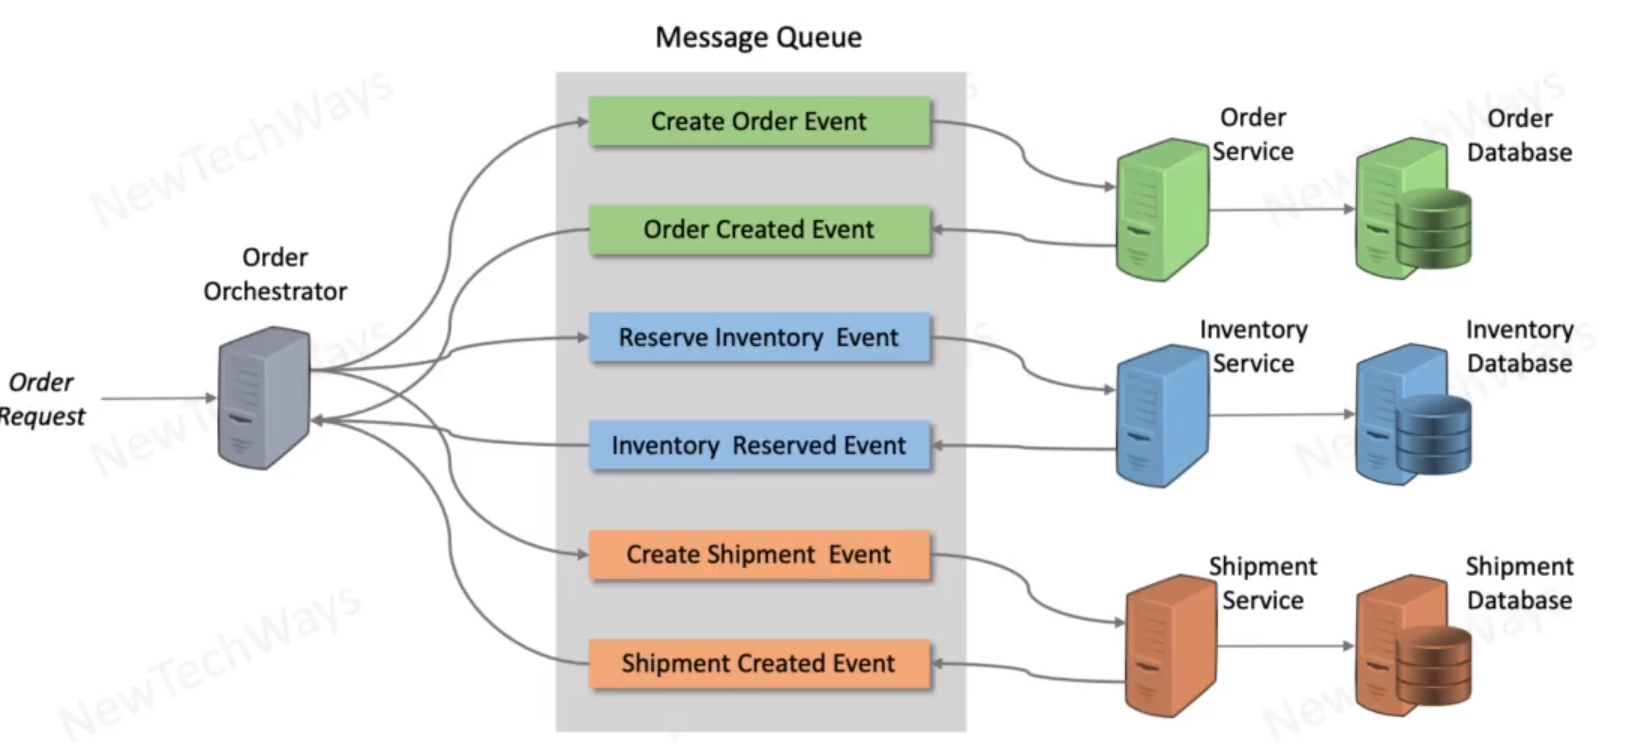 Message Queue
Create Order Event
Order Created Event
Reserve Inventory Event
Inventory Reserved Event
Create Shipment Event
Shipment Created Event
Order
Request
Order
Orchestrator
Order
Service
Order
Database
Inventory
Service
Inventory
Database
Shipment
Service
Shipment
Database
NewTechWays
NewTechWays